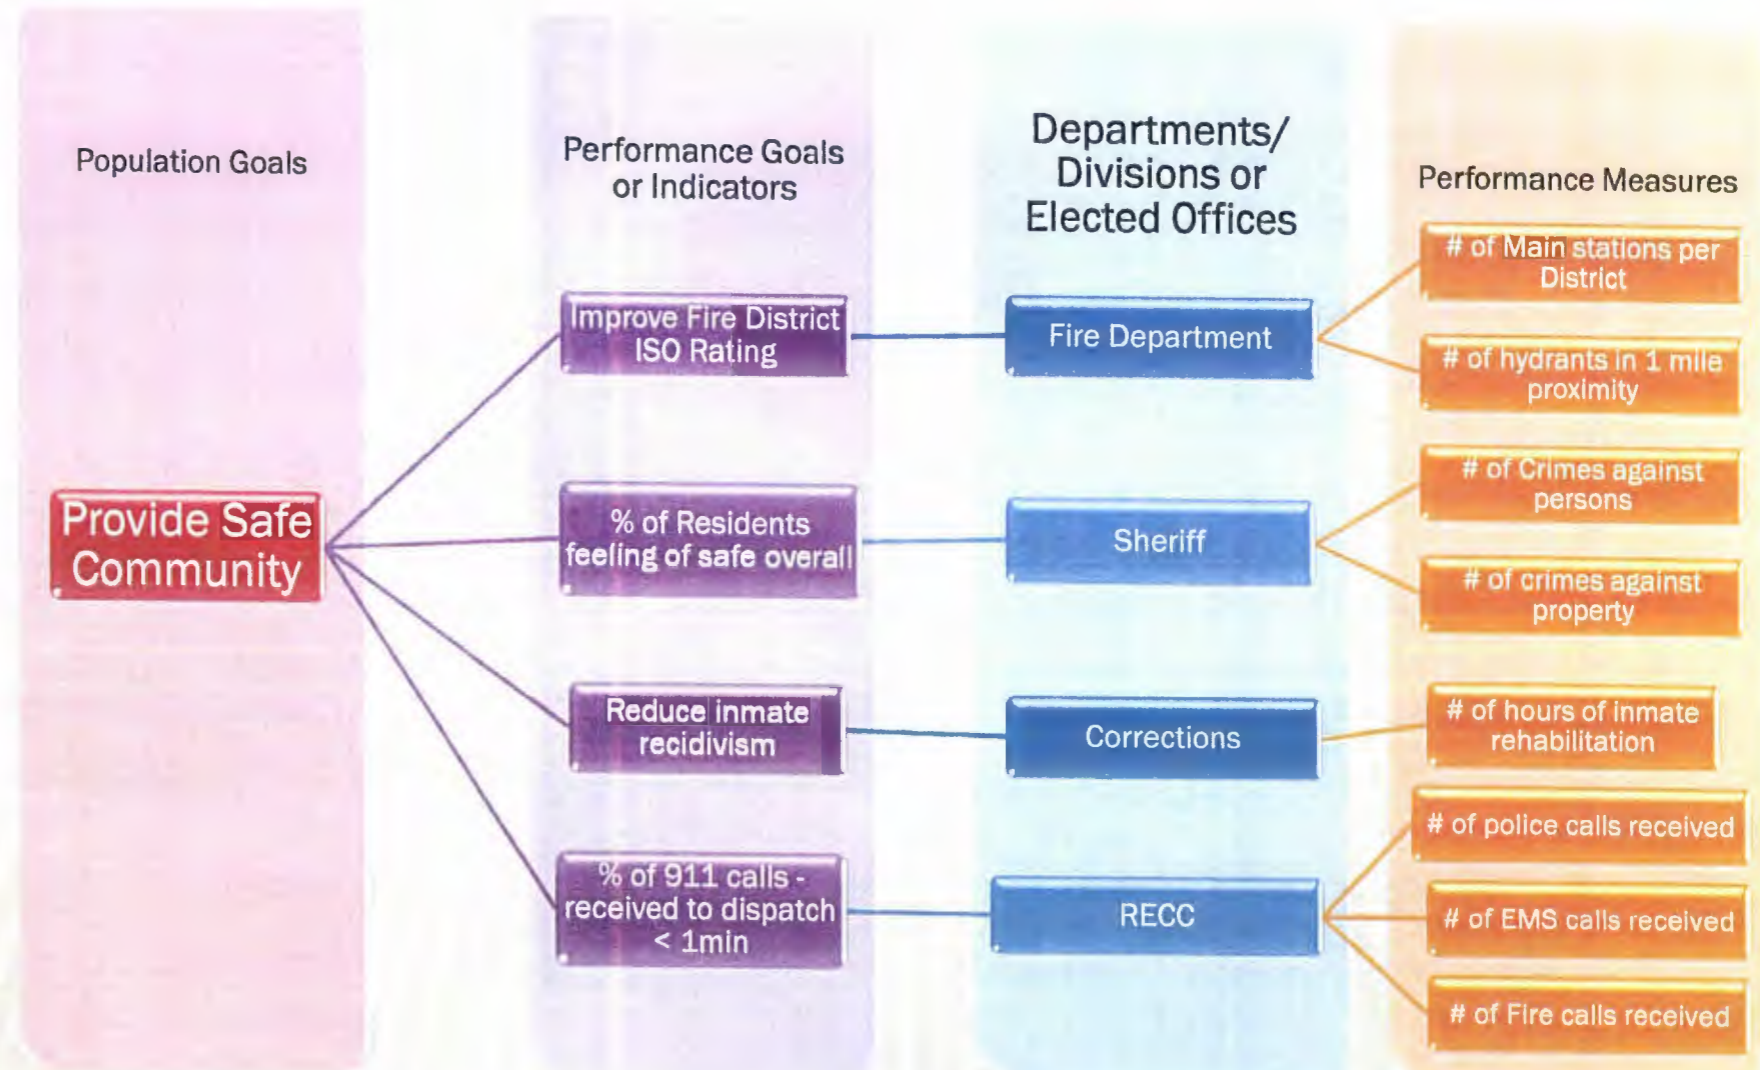 Population Goals
Performance Goals
or Indicators
Departments/
Divisions or
Elected Offices
Performance Measures
Provide Safe
Community
Improve Fire District
ISO Rating
% of Residents
feeling of safe overall
Reduce inmate
recidivism
% of 911 calls -
received to dispatch
< 1min
Fire Department
Sheriff
Corrections
RECC
# of Main stations per
District
# of hydrants in 1 mile
proximity
# of Crimes against
persons
# of crimes against
property
# of hours of inmate
rehabilitation
# of police calls received
# of EMS calls received
# of Fire calls received